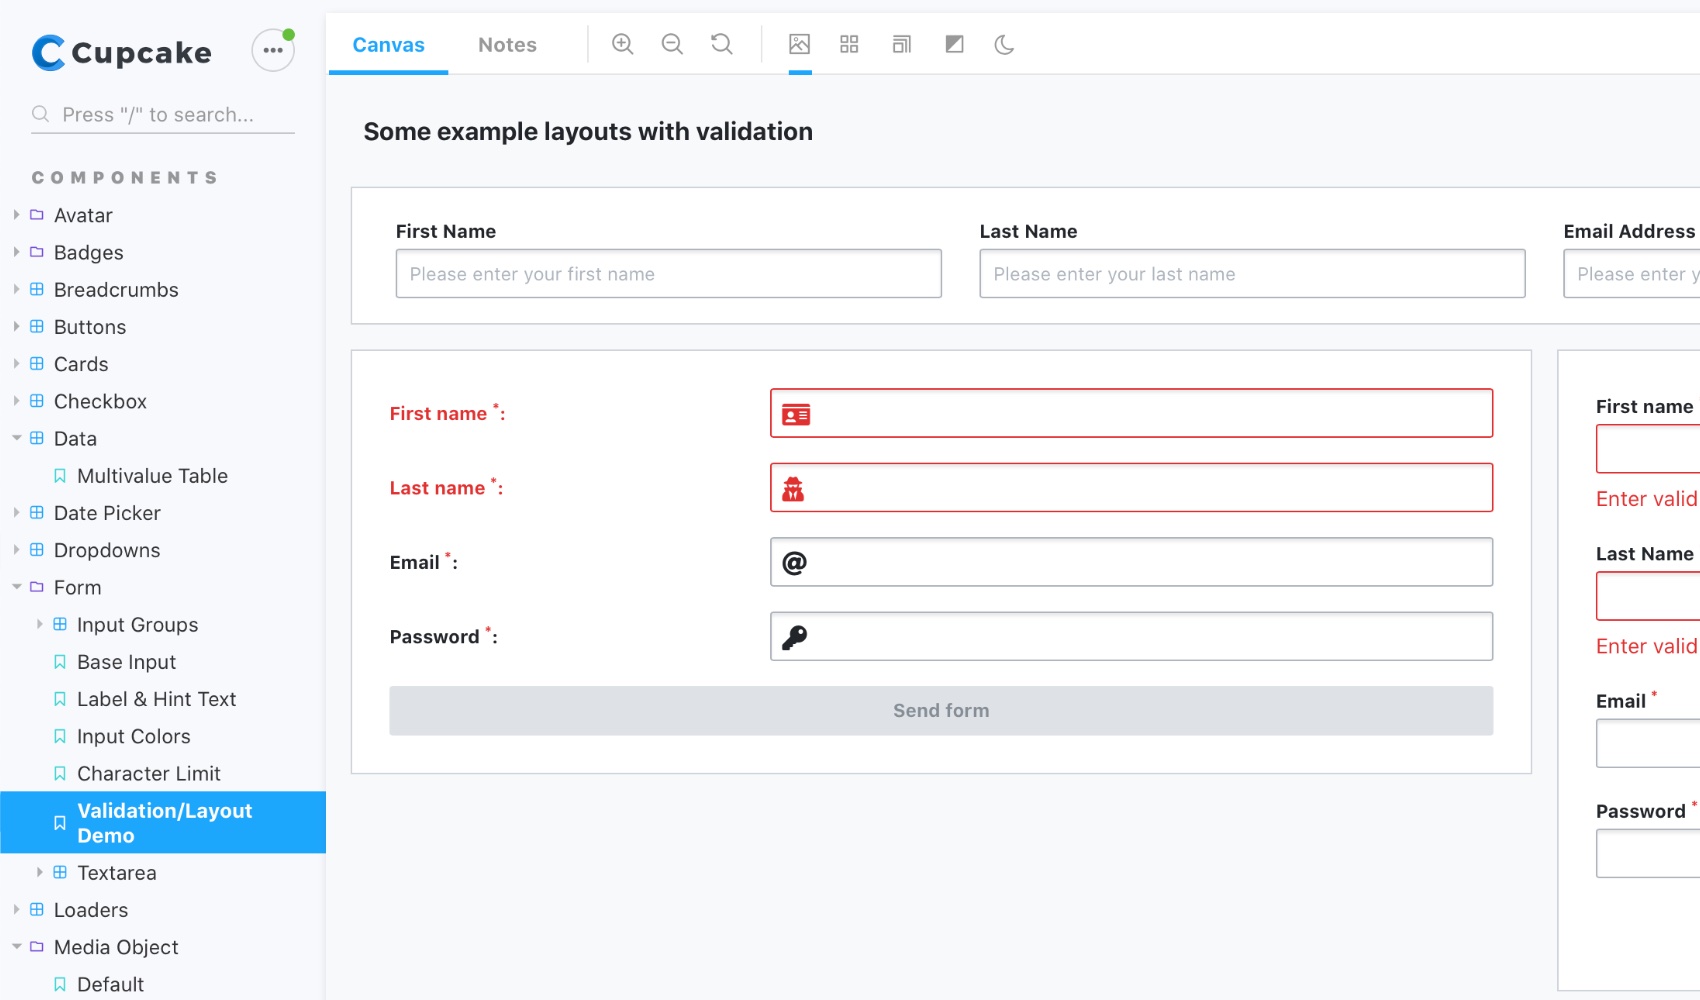 Cupcake
Press "/" to search...
COMPONENTS
Avatar
Badges
Breadcrumbs
Buttons
Cards
Checkbox
Data
Multivalue Table
Date Picker
Dropdowns
Form
Input Groups
Base Input
Label & Hint Text
Input Colors
Character Limit
Validation/Layout
Demo
Textarea
Loaders
Media Object
Default
Canvas
Notes
Some example layouts with validation
First Name
Last Name
Email Address
Please enter your first name
Please enter your last name
Please enter y
First name *:
Last name *:
Email *:
@
Password *:
Send form
First name
Enter valid
Last Name
Enter valid
Email *
Password *